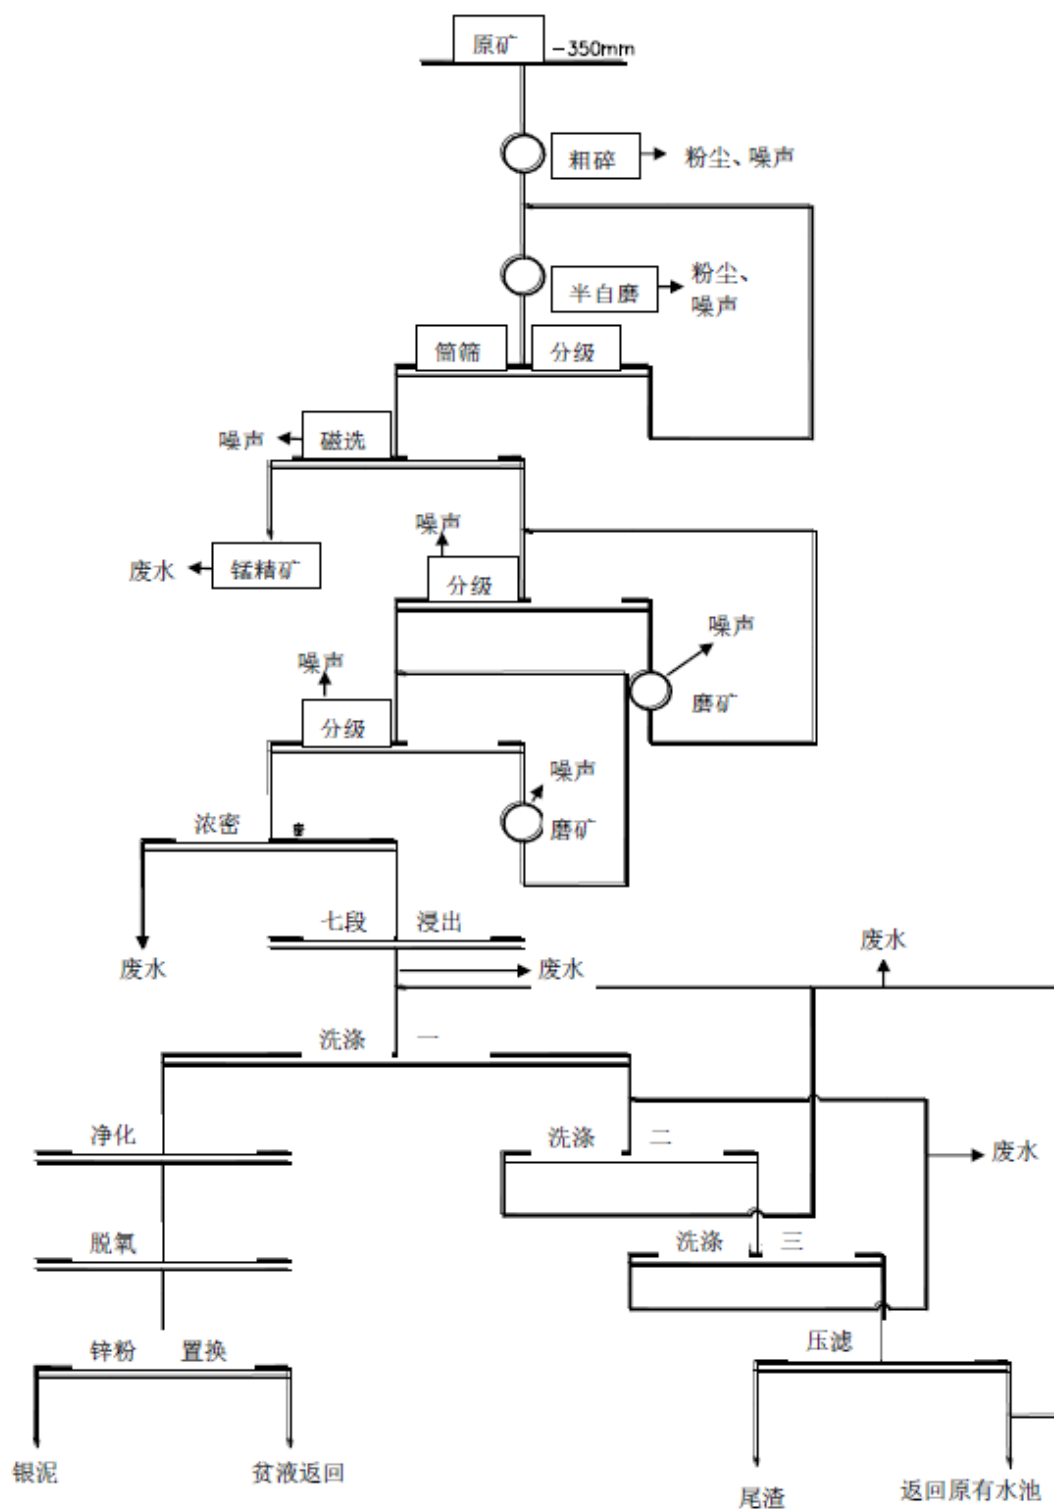 原矿 -350mm
粗碎 粉尘、噪声
半自磨 粉尘、
噪声
筒筛 分级
噪声 磁选
噪声
废水 锰精矿 分级
噪声
噪声
磨矿
分级
噪声
磨矿
浓密
七段 浸出
废水
废水
废水
洗涤 一
净化
洗涤 二
废水
脱氧
洗涤 三
锌粉 置换
压滤
银泥
贫液返回
尾渣
返回原有水池